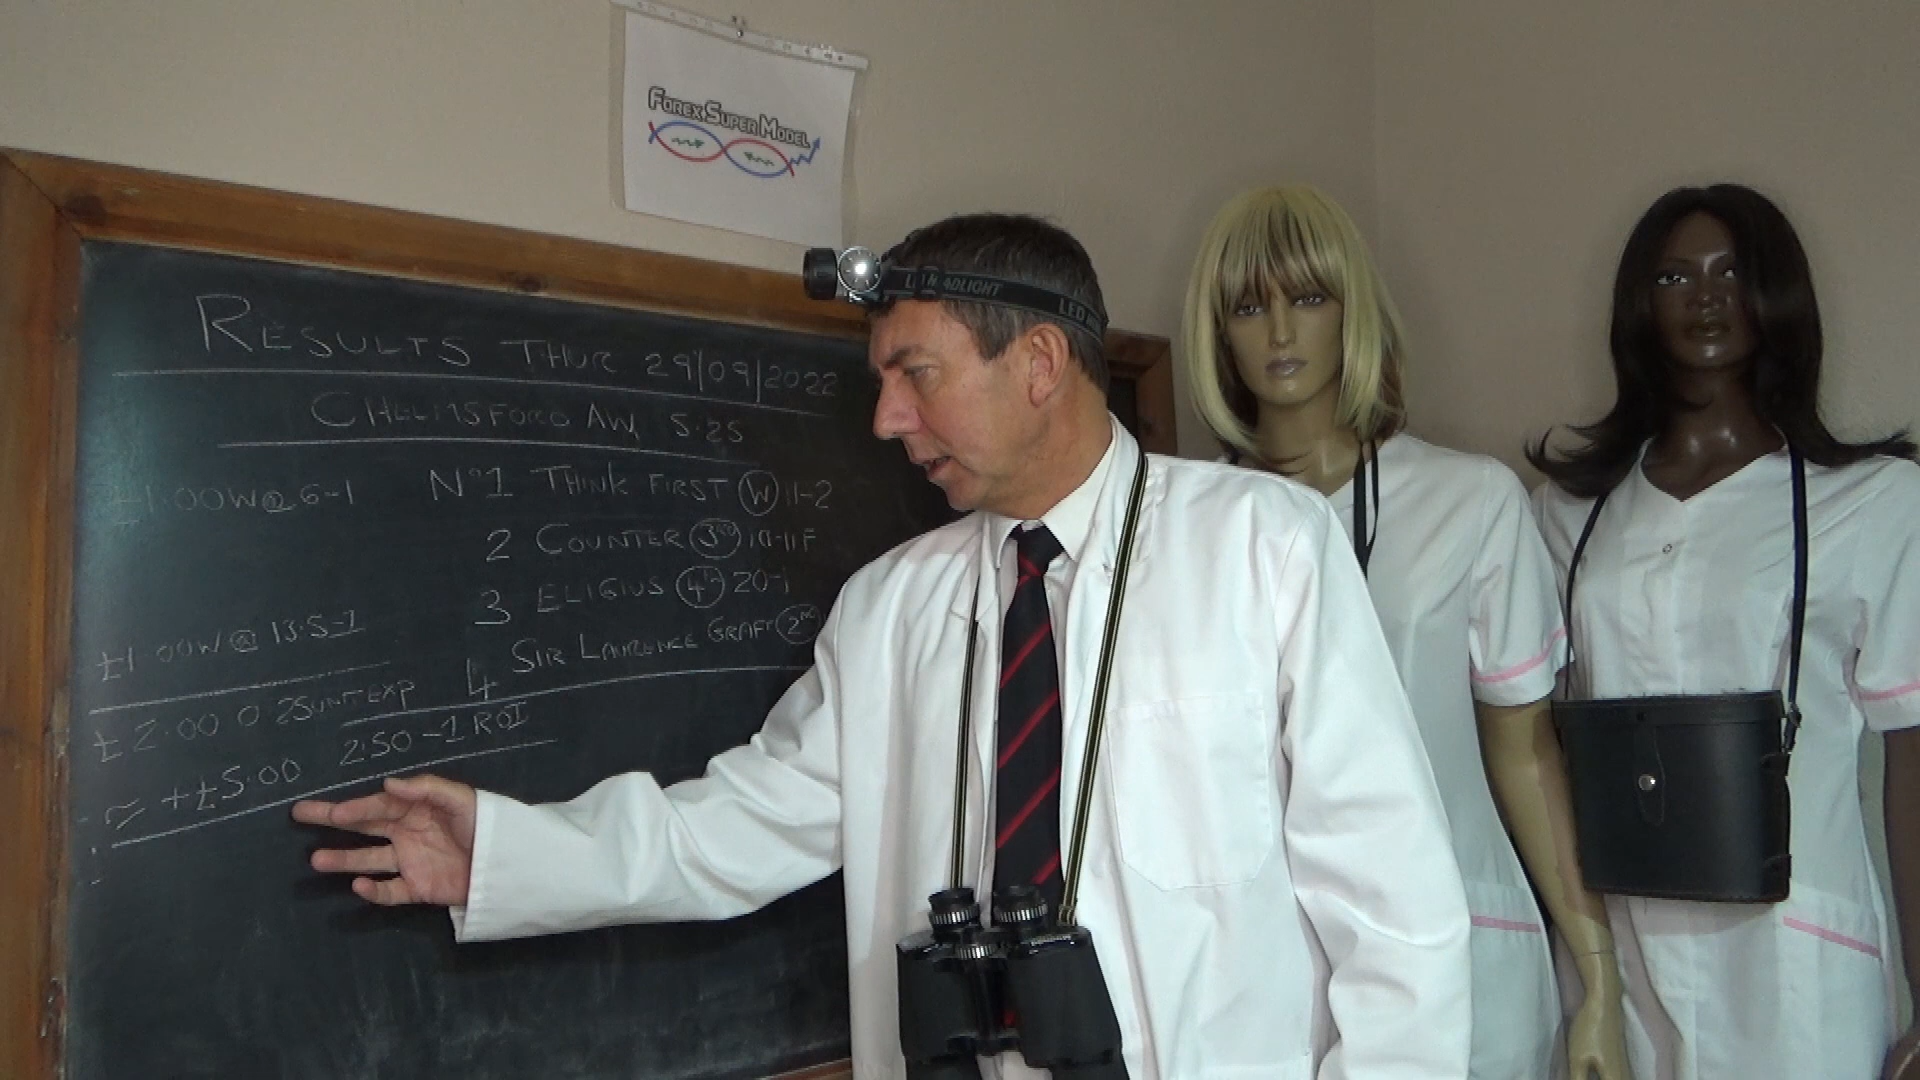 FOREX SUPER MODEL
LED HEADLIGHT
LED
RESULTS THUR 29/09/2022
CHELMSFORD AW 5.25
£1.00W@ 6-1
No1 THINK FIRST W 11-2
2 COUNTER 3RD 10-11F
3 ELIGIUS 4th 20-1
£1.00W@ 13.5-1
4 SIR LAURENCE GRAFF 2nd
£2.00 0.25UNIT EXP
≈ +£5.00 2.50-1 ROI